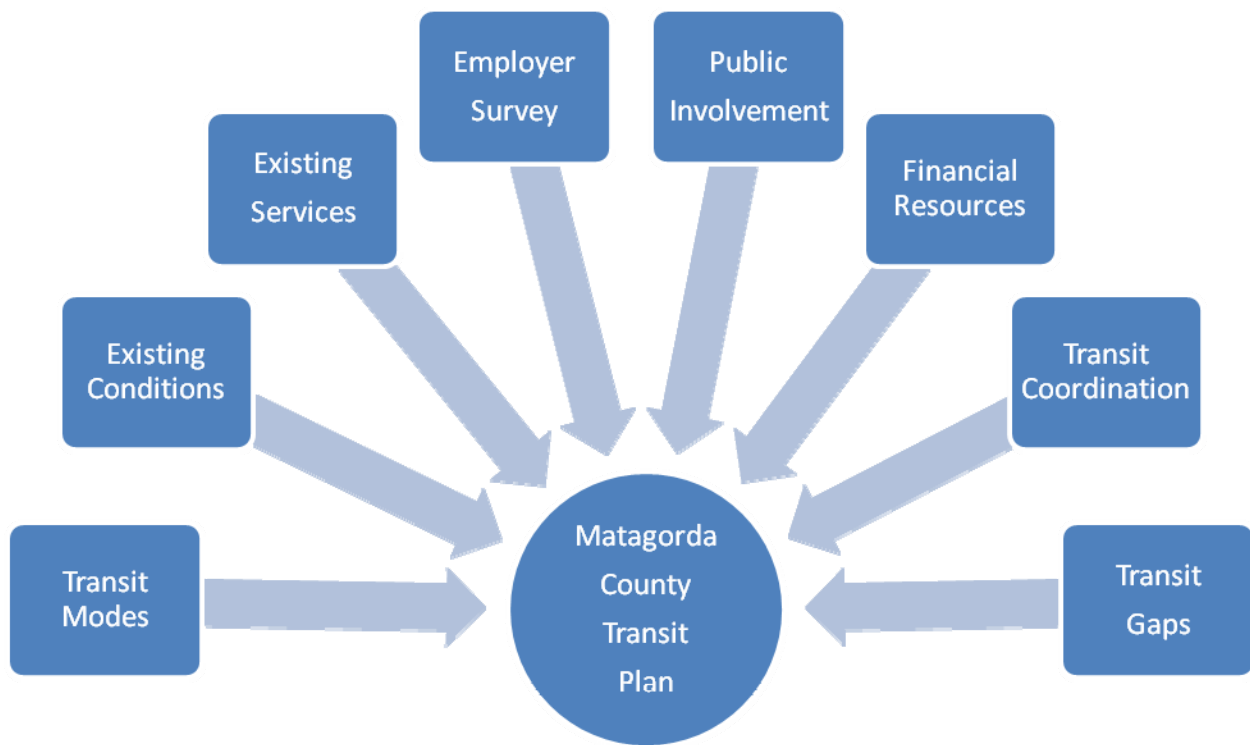 Employer
Survey
Public
Involvement
Existing
Services
Financial
Resources
Existing
Conditions
Transit
Coordination
Transit
Modes
Matagorda
County
Transit
Plan
Transit
Gaps